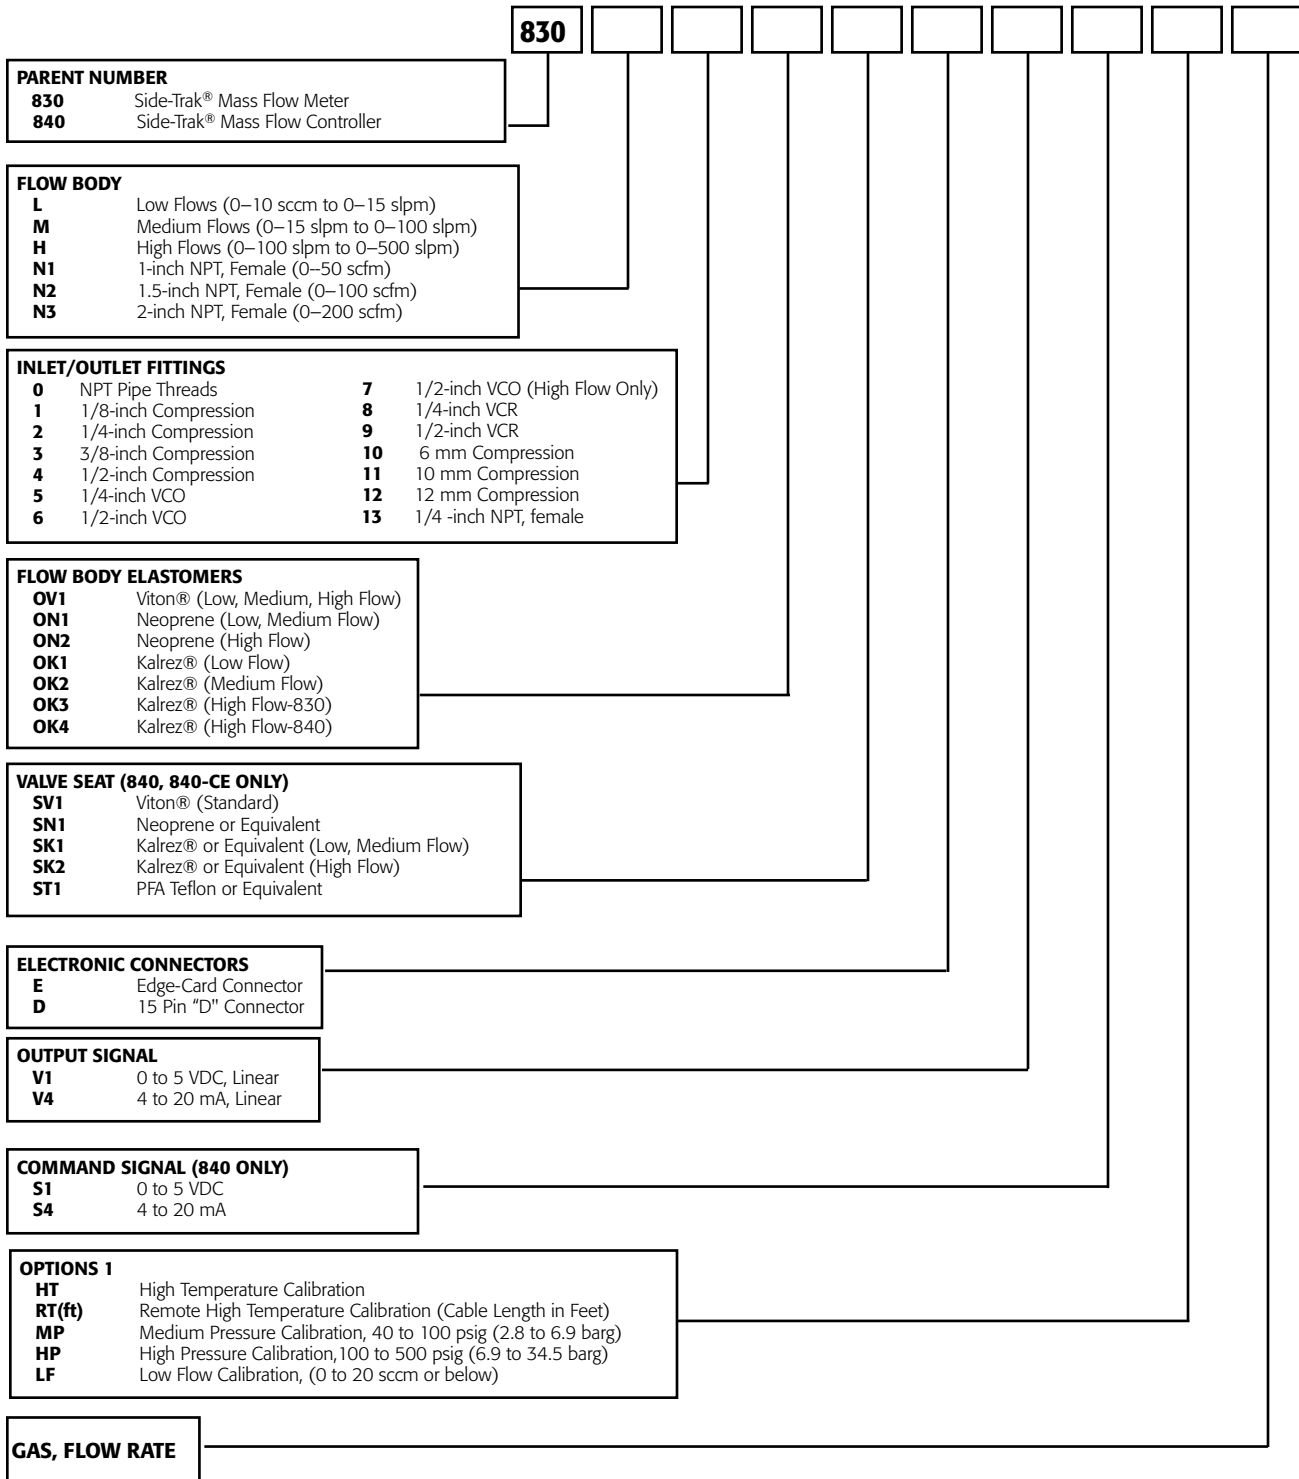 830
PARENT NUMBER
830 Side-Trak® Mass Flow Meter
840 Side-Trak® Mass Flow Controller
FLOW BODY
L Low Flows (0–10 sccm to 0–15 slpm)
M Medium Flows (0–15 slpm to 0–100 slpm)
H High Flows (0–100 slpm to 0–500 slpm)
N1 1-inch NPT, Female (0--50 scfm)
N2 1.5-inch NPT, Female (0–100 scfm)
N3 2-inch NPT, Female (0–200 scfm)
INLET/OUTLET FITTINGS
0 NPT Pipe Threads
1 1/8-inch Compression
2 1/4-inch Compression
3 3/8-inch Compression
4 1/2-inch Compression
5 1/4-inch VCO
6 1/2-inch VCO
7 1/2-inch VCO (High Flow Only)
8 1/4-inch VCR
9 1/2-inch VCR
10 6 mm Compression
11 10 mm Compression
12 12 mm Compression
13 1/4 -inch NPT, female
FLOW BODY ELASTOMERS
OV1 Viton® (Low, Medium, High Flow)
ON1 Neoprene (Low, Medium Flow)
ON2 Neoprene (High Flow)
OK1 Kalrez® (Low Flow)
OK2 Kalrez® (Medium Flow)
OK3 Kalrez® (High Flow-830)
OK4 Kalrez® (High Flow-840)
VALVE SEAT (840, 840-CE ONLY)
SV1 Viton® (Standard)
SN1 Neoprene or Equivalent
SK1 Kalrez® or Equivalent (Low, Medium Flow)
SK2 Kalrez® or Equivalent (High Flow)
ST1 PFA Teflon or Equivalent
ELECTRONIC CONNECTORS
E Edge-Card Connector
D 15 Pin “D" Connector
OUTPUT SIGNAL
V1 0 to 5 VDC, Linear
V4 4 to 20 mA, Linear
COMMAND SIGNAL (840 ONLY)
S1 0 to 5 VDC
S4 4 to 20 mA
OPTIONS 1
HT High Temperature Calibration
RT(ft) Remote High Temperature Calibration (Cable Length in Feet)
MP Medium Pressure Calibration, 40 to 100 psig (2.8 to 6.9 barg)
HP High Pressure Calibration,100 to 500 psig (6.9 to 34.5 barg)
LF Low Flow Calibration, (0 to 20 sccm or below)
GAS, FLOW RATE